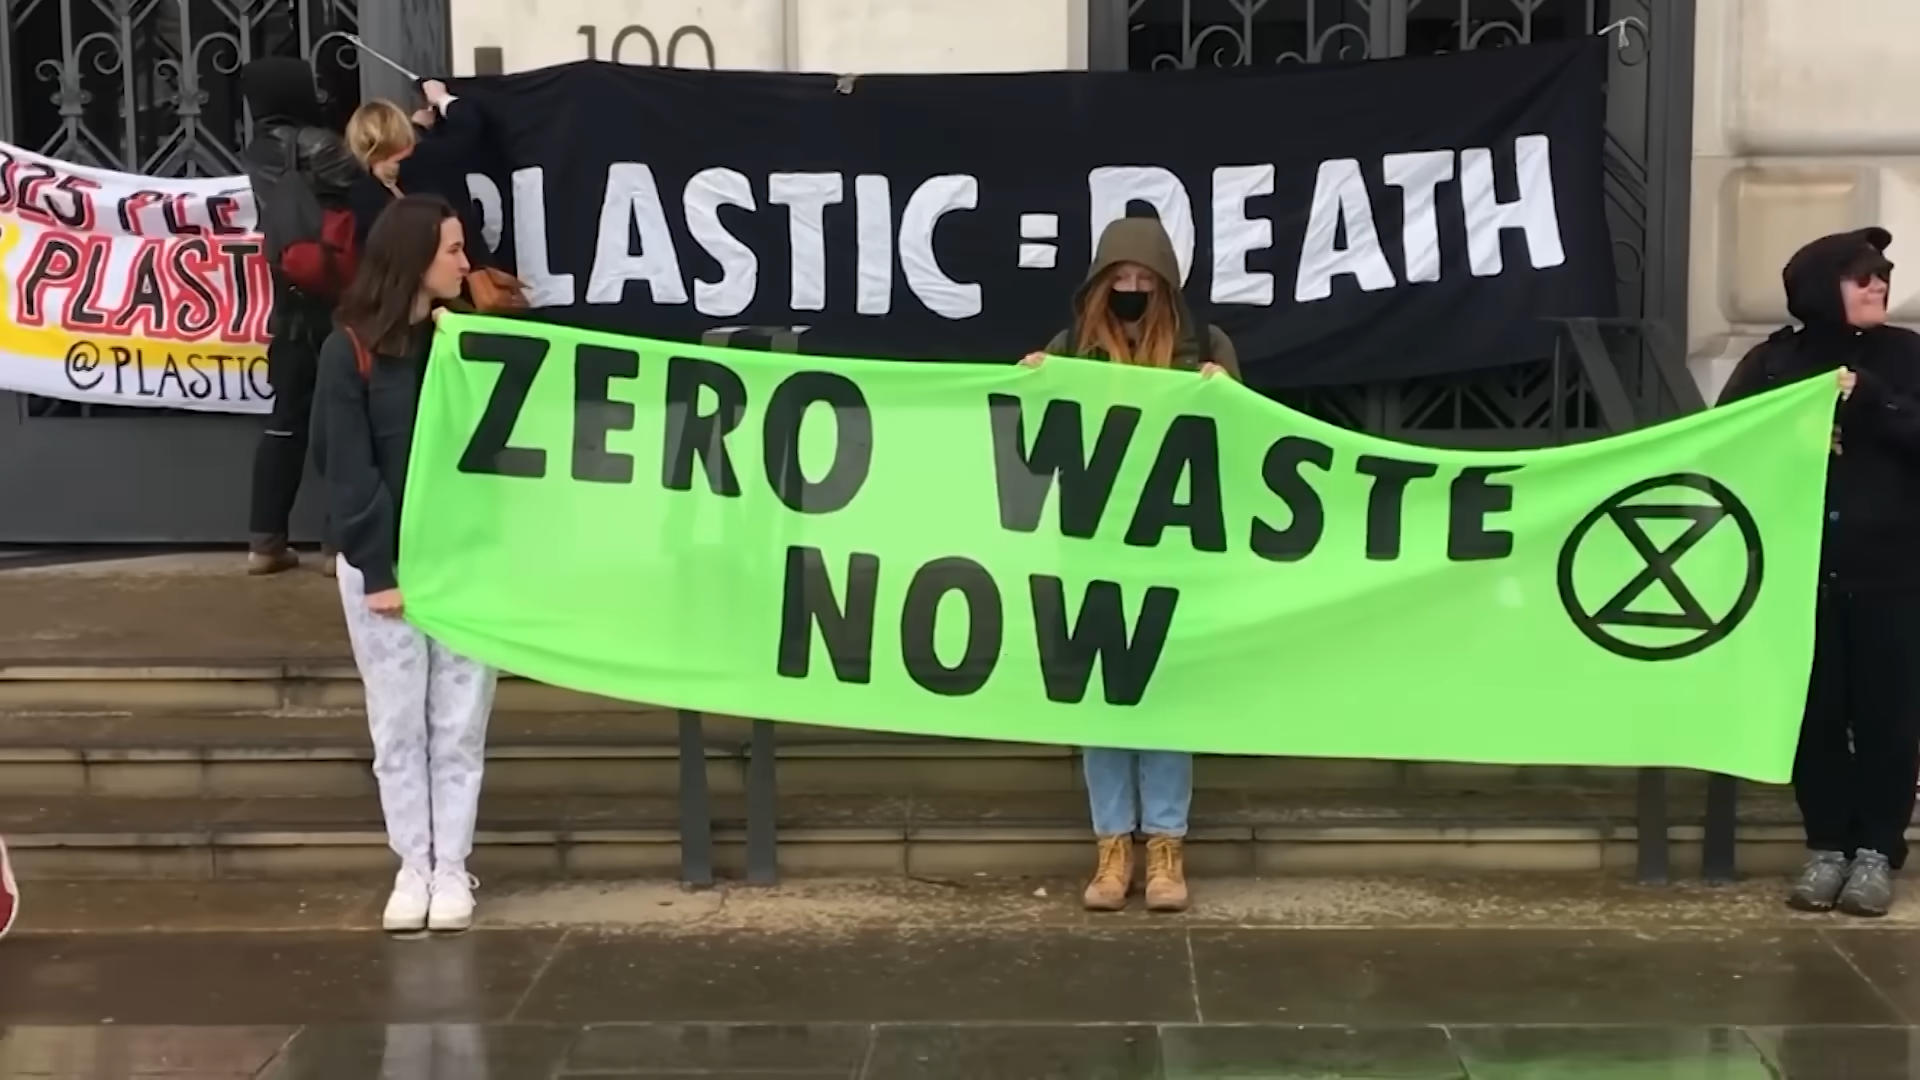 100
PLASTIC = DEATH
PLAST
@PLASTIC
ZERO WASTE
NOW